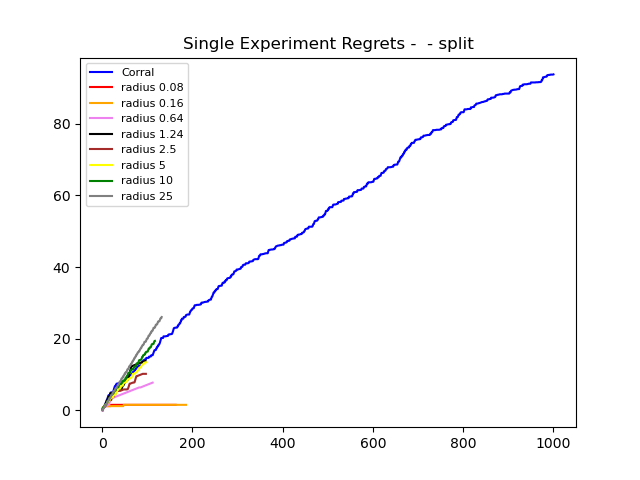 Single Experiment Regrets -  - split
Corral
radius 0.08
radius 0.16
radius 0.64
radius 1.24
radius 2.5
radius 5
radius 10
radius 25
80
60
40
20
0
0 200 400 600 800 1000